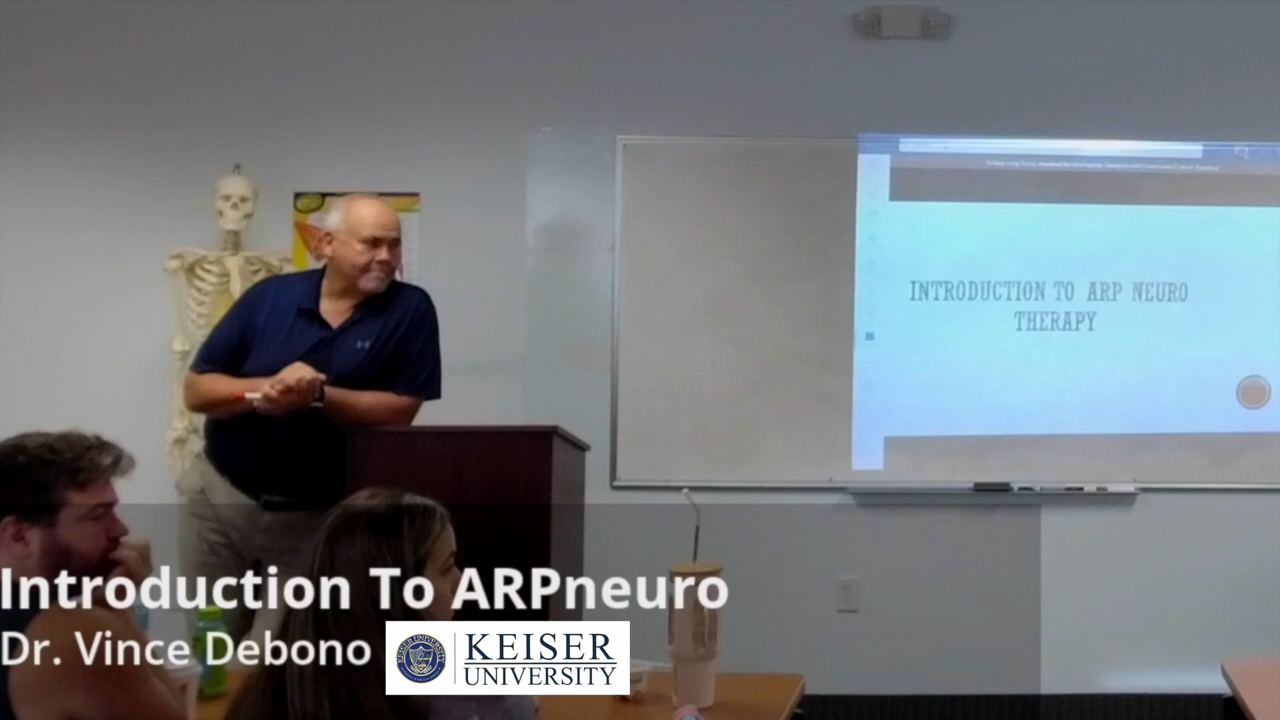 INTRODUCTION TO ARP NEURO
THERAPY
Introduction To ARPneuro
Dr. Vince Debono
KEISER
UNIVERSITY